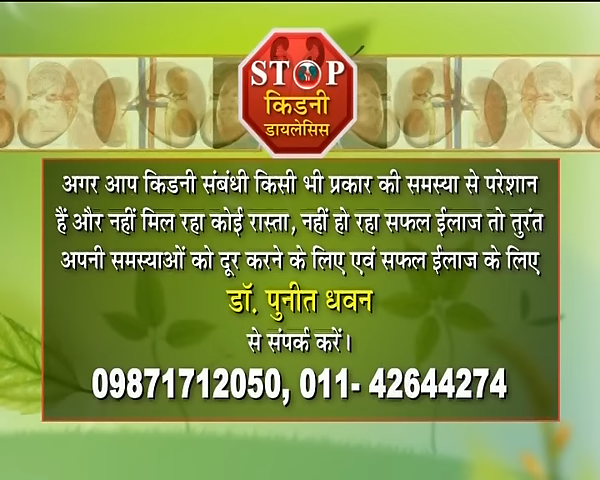 STOP
किडनी
डायलेसिस
अगर आप किडनी संबंधी किसी भी प्रकार की समस्या से परेशान
हैं और नहीं मिल रहा कोई रास्ता, नहीं हो रहा सफल ईलाज तो तुरंत
अपनी समस्याओं को दूर करने के लिए एवं सफल ईलाज के लिए
डॉ. पुनीत धवन
से संपर्क करें।
09871712050, 011- 42644274